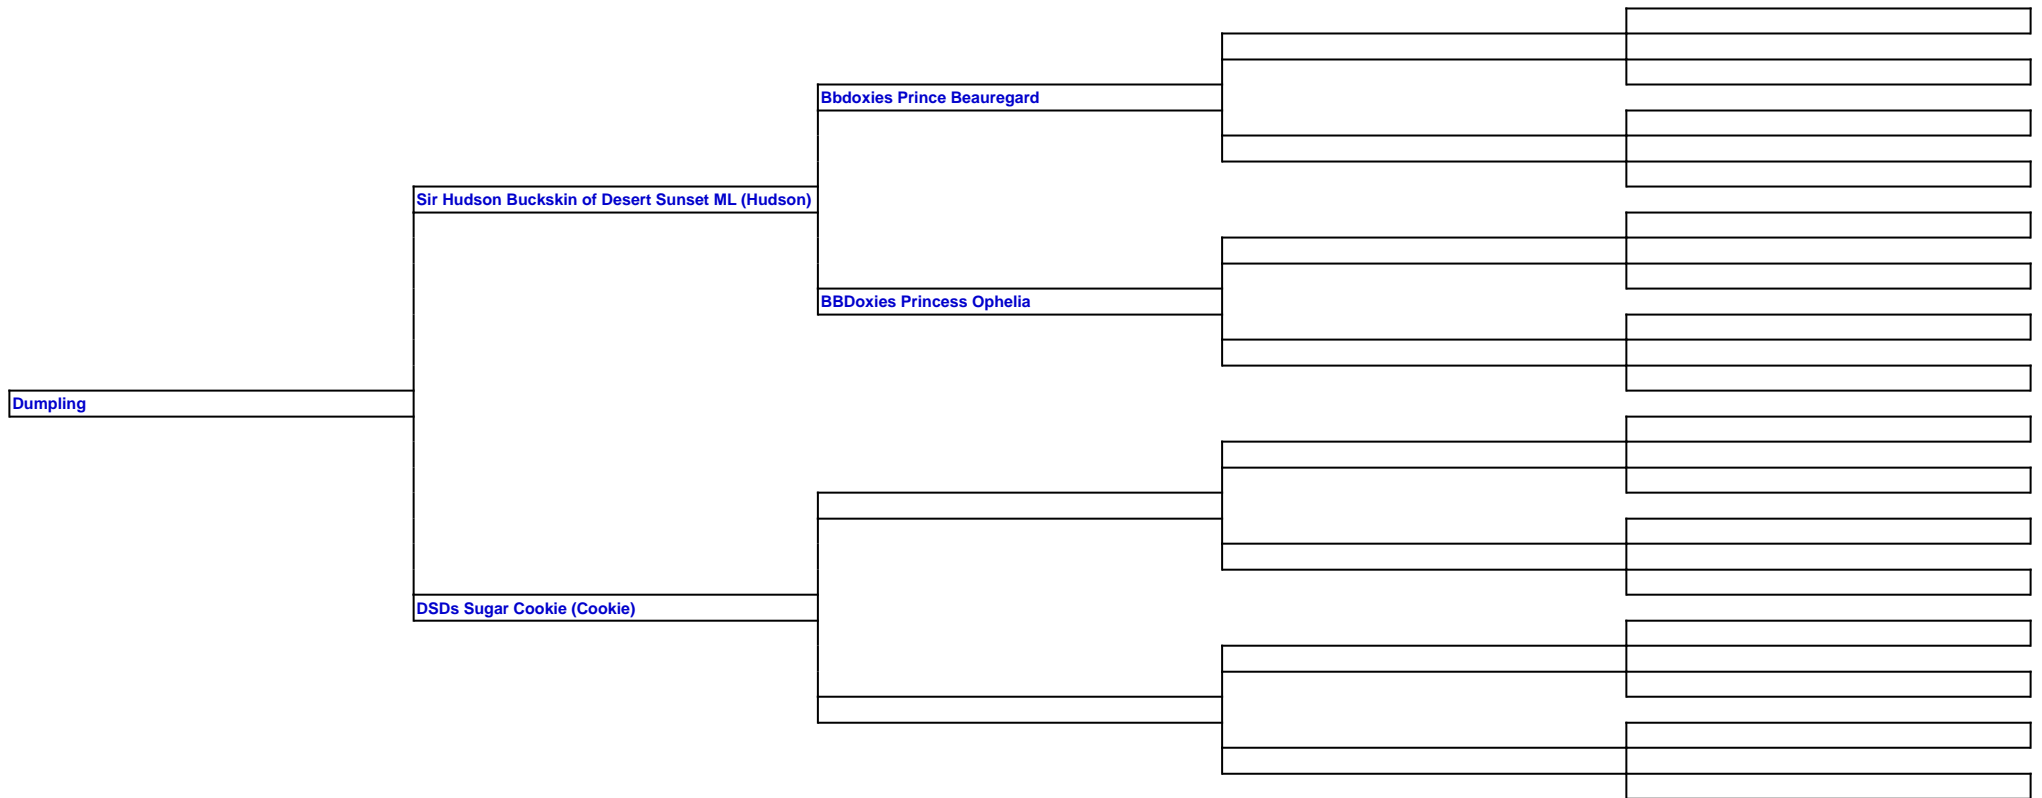 Bbdoxies Prince Beauregard
Sir Hudson Buckskin of Desert Sunset ML (Hudson)
BBDoxies Princess Ophelia
Dumpling
DSDs Sugar Cookie (Cookie)